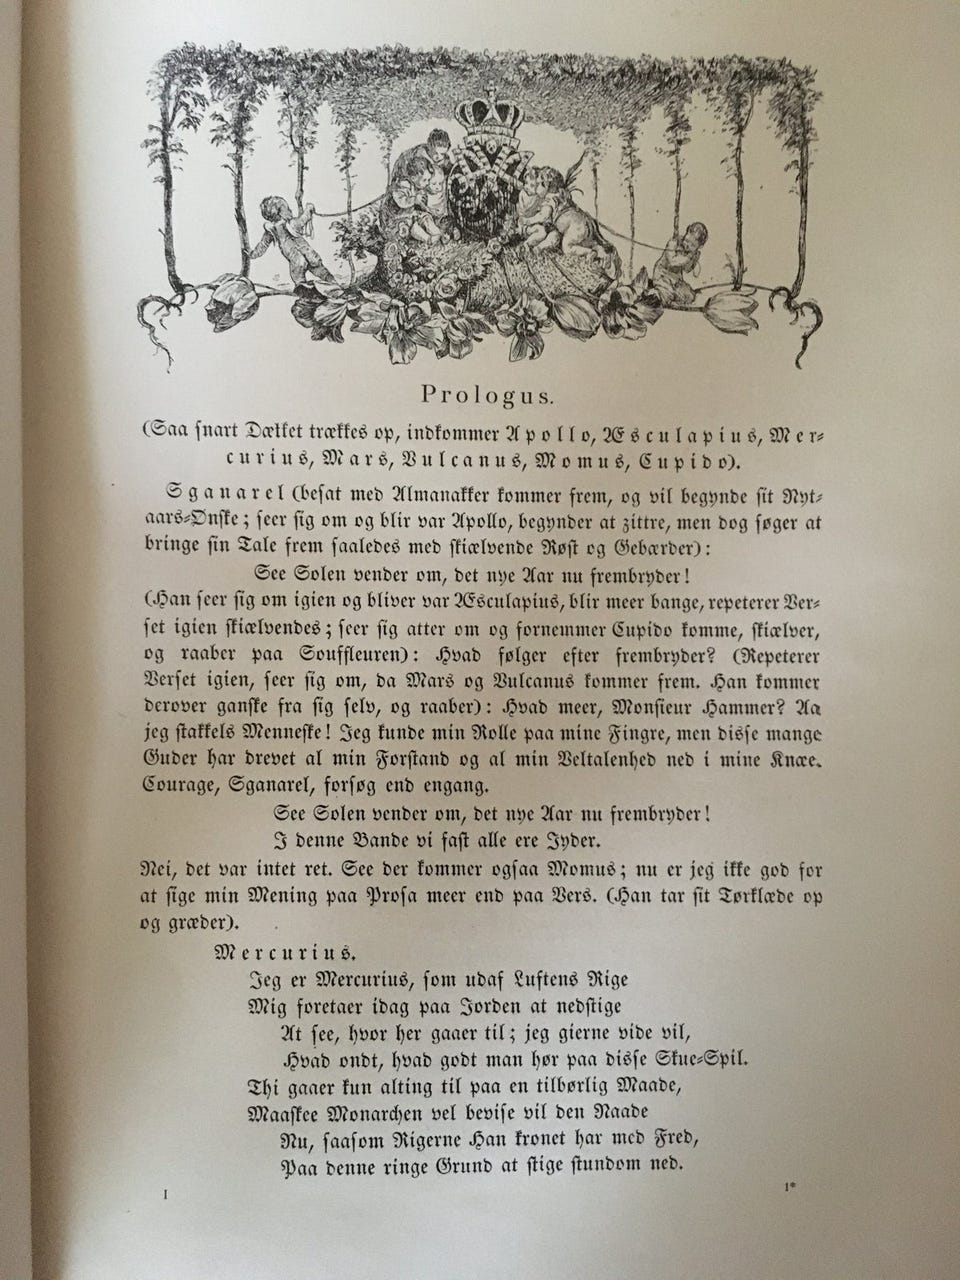 Prologus.
(Saa snart Dækket trækkes op, indkommer Apollo, Æsculapius, Mer-
curius, Mars, Vulcanus, Momus, Cupido).
Sganarel (besat med Almanakker kommer frem, og vil begynde sit Nyt-
aars-Ønske; seer sig om og blir var Apollo, begynder at zittre, men dog søger at
bringe sin Tale frem saaledes med skiælvende Røst og Gebærder):
See Solen vender om, det nye Aar nu frembryder!
(Han seer sig om igien og bliver var Æsculapius, blir meer bange, repeterer Ver-
set igien skiælvendes; seer sig atter om og fornemmer Cupido komme, skiælver,
og raaber paa Souffleuren): Hvad følger efter frembryder? (Repeterer
Verset igien, seer sig om, da Mars og Vulcanus kommer frem. Han kommer
derover ganske fra sig selv, og raaber): Hvad meer, Monsieur Hammer? Aa
jeg stakkels Menneske! Jeg kunde min Rolle paa mine Fingre, men disse mange
Guder har drevet al min Forstand og al min Veltalenhed ned i mine Knæe.
Courage, Sganarel, forsøg end engang.
See Solen vender om, det nye Aar nu frembryder!
I denne Bande vi fast alle ere Jyder.
Nei, det var intet ret. See der kommer ogsaa Momus; nu er jeg ikke god for
at sige min Mening paa Prosa meer end paa Vers. (Han tar sit Tørklæde op
og græder).
Mercurius.
Jeg er Mercurius, som udaf Luftens Rige
Mig foretaer idag paa Jorden at nedstige
At see, hvor her gaaer til; jeg gierne vide vil,
Hvad ondt, hvad godt man hør paa disse Skue-Spil.
Thi gaaer kun alting til paa en tilbørlig Maade,
Maaskee Monarchen vel bevise vil den Naade
Nu, saasom Rigerne Han kronet har med Fred,
Paa denne ringe Grund at stige stundom ned.
I 1*